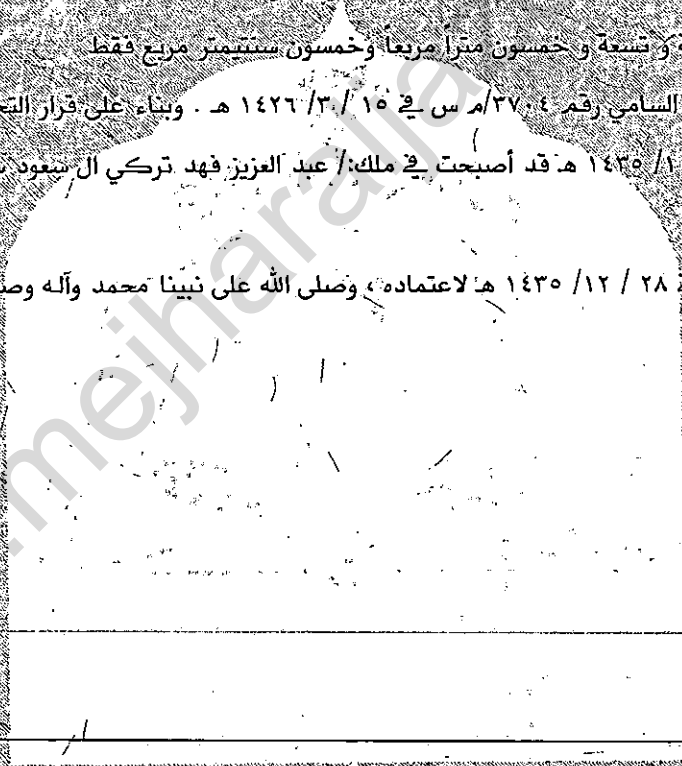 و تسعة و خمسون متراً مربعاً وخمسون سنتيمتر مربع فقط
السامي رقم ٣٧٠٤/م س في ١٥ / ٣/ ١٤٢٦ هـ . وبناء على قرار
١/ ١٤٣٥ هـ قد أصبحت في ملك:/ عبد العزيز فهد تركي ال سعود
٢٨ / ١٢/ ١٤٣٥ هـ لاعتماده ، وصلى الله على نبينا محمد وآله
.mejharalja